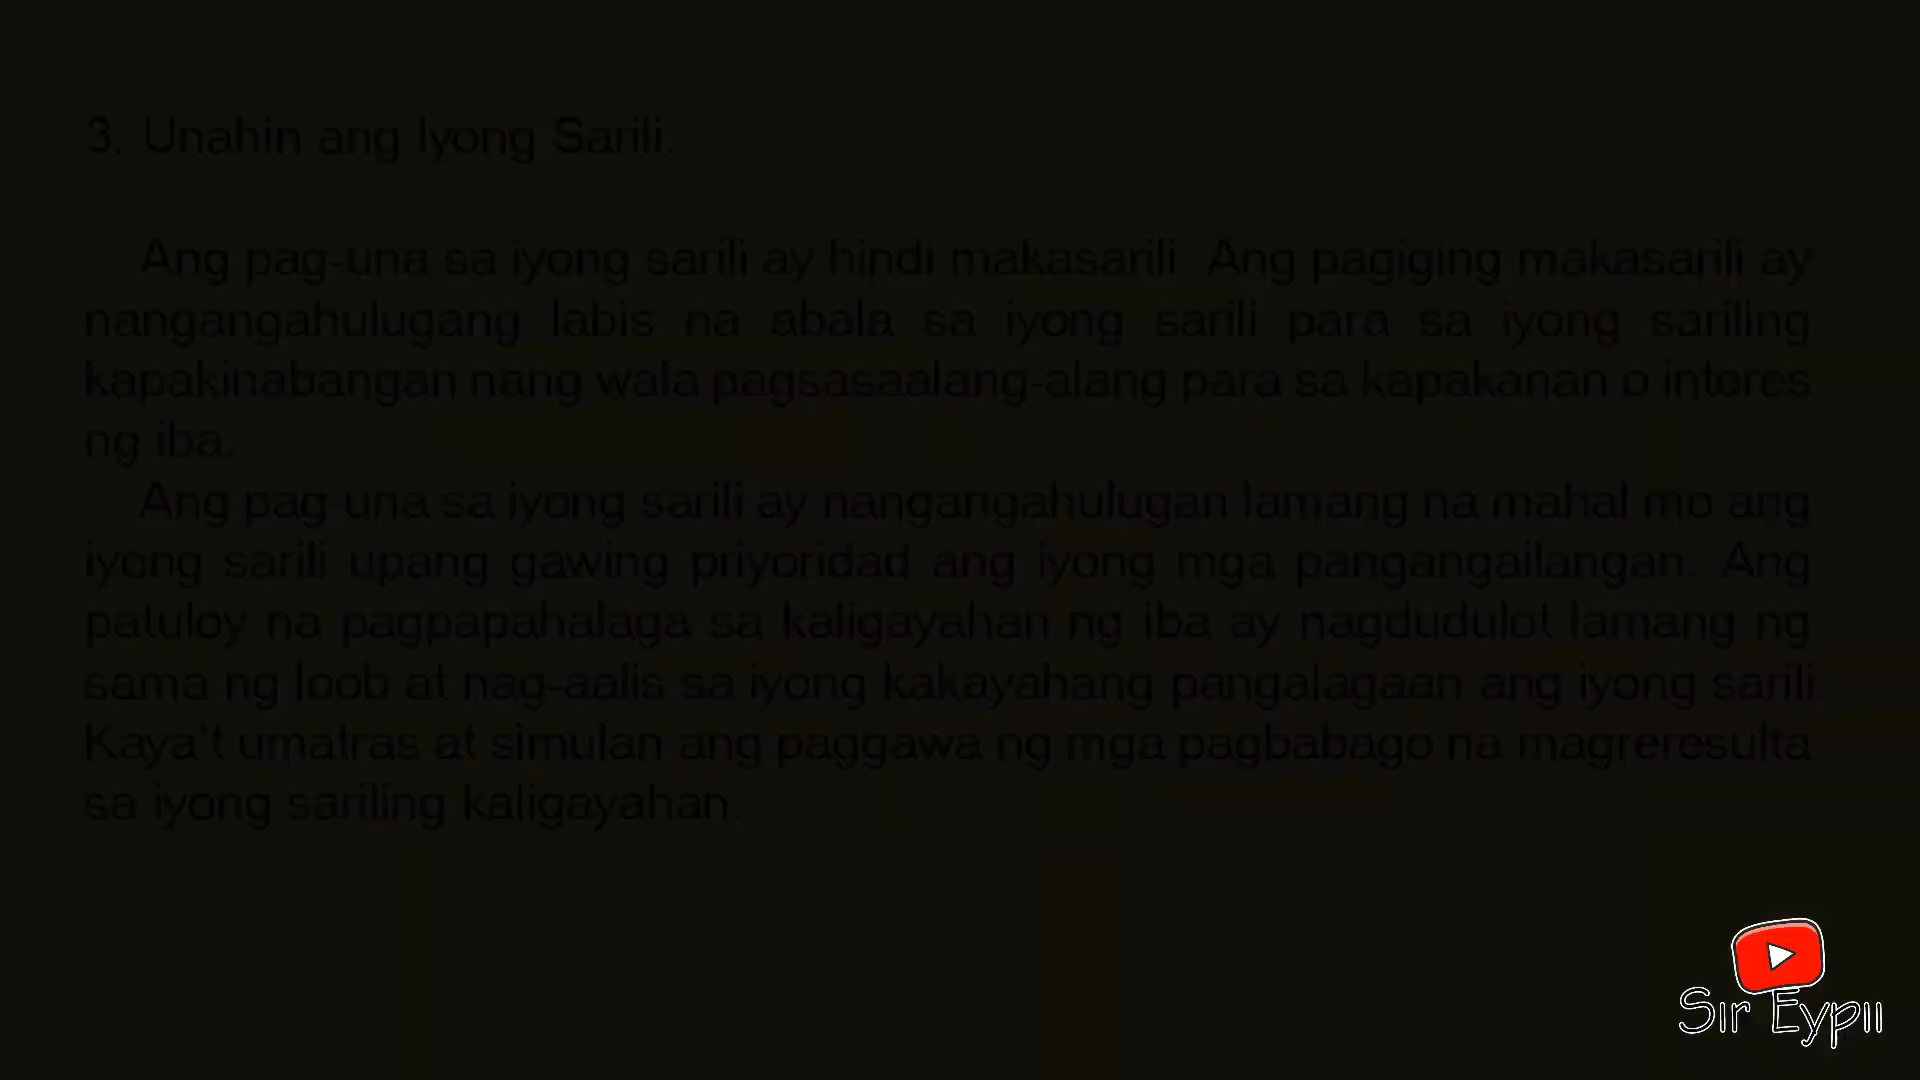 3. Unahin ang Iyong Sarili.
Ang pag-una sa iyong sarili ay hindi makasarili. Ang pagiging makasarili ay
nangangahulugang labis na abala sa iyong sarili para sa iyong sariling
kapakinabangan nang wala pagsasaalang-alang para sa kapakanan o interes
ng iba.
Ang pag-una sa iyong sarili ay nangangahulugan lamang na mahal mo ang
iyong sarili upang gawing priyoridad ang iyong mga pangangailangan. Ang
patuloy na pagpapahalaga sa kaligayahan ng iba ay nagdudulot lamang ng
sama ng loob at nag-aalis sa iyong kakayahang pangalagaan ang iyong sarili.
Kaya't umatras at simulan ang paggawa ng mga pagbabago na magreresulta
sa iyong sariling kaligayahan.
Sir Eypii